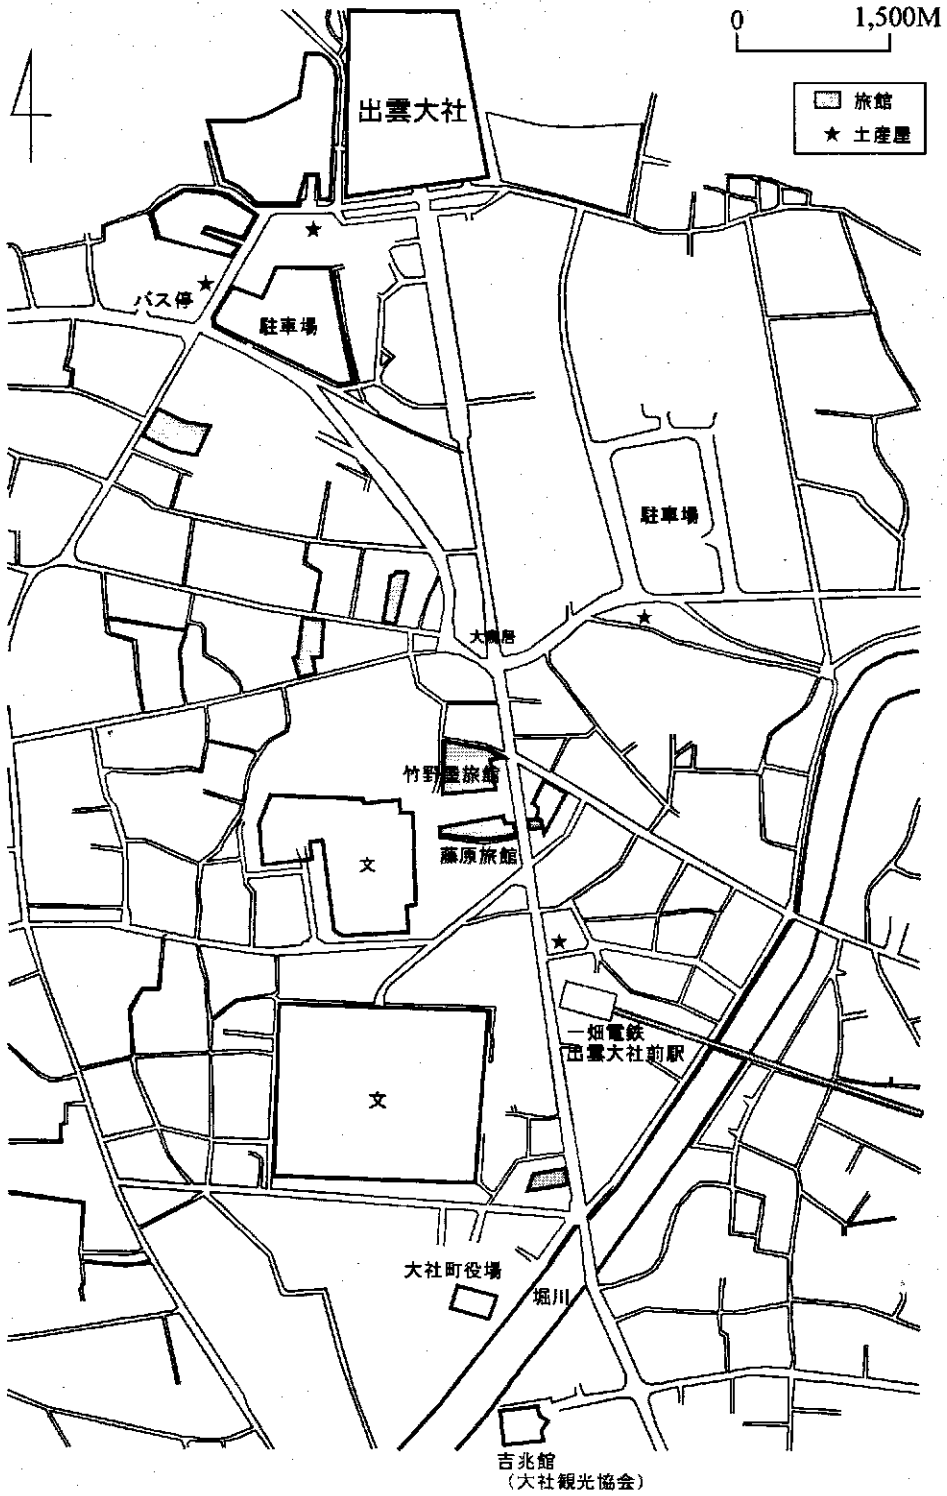 0 1,500M
旅館
★ 土産屋
出雲大社
バス停
駐車場
駐車場
大鳥居
竹野屋旅館
藤原旅館
文
一畑電鉄
出雲大社前駅
文
大社町役場
堀川
吉兆館
(大社観光協会)